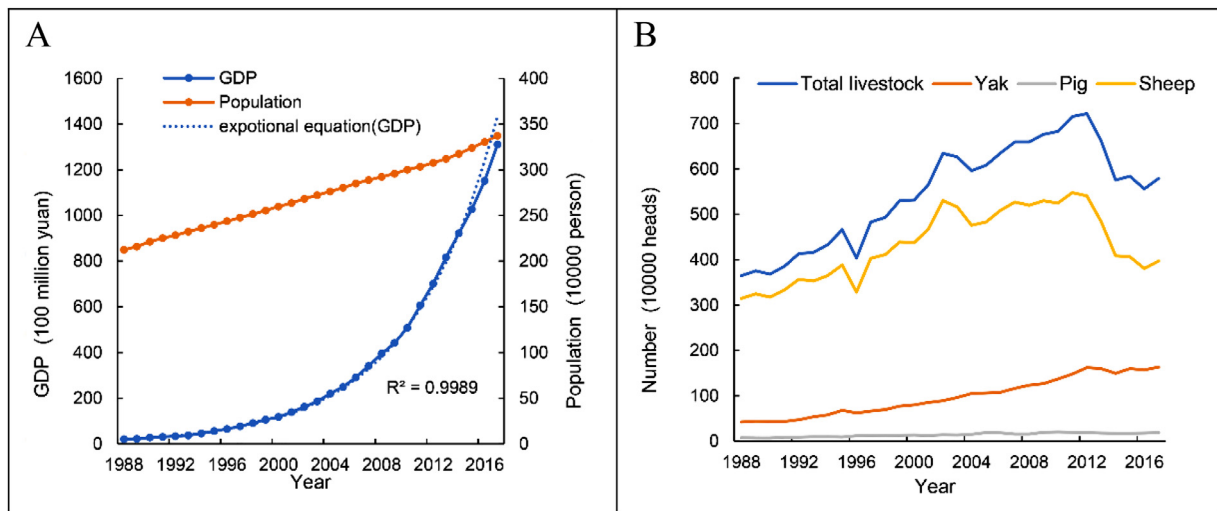 A
GDP
Population
expotional equation(GDP)
GDP (100 million yuan)
1600
1400
1200
1000
800
600
400
200
0
400
350
300
250
200
150
100
50
0
Population (10000 person)
R² = 0.9989
1988 1992 1996 2000 2004 2008 2012 2016
Year
B
Total livestock Yak Pig Sheep
Number (10000 heads)
800
700
600
500
400
300
200
100
0
1988 1992 1996 2000 2004 2008 2012 2016
Year